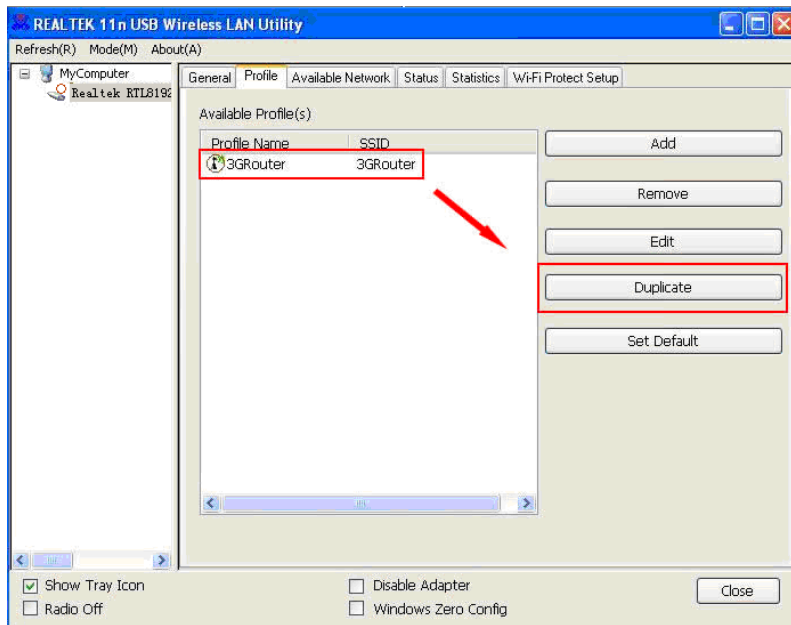 REALTEK 11n USB Wireless LAN Utility
Refresh(R) Mode(M) About(A)
MyComputer
Realtek RTL8192
General Profile Available Network Status Statistics Wi-Fi Protect Setup
Available Profile(s)
Profile Name SSID
3GRouter 3GRouter
Add
Remove
Edit
Duplicate
Set Default
Show Tray Icon
Radio Off
Disable Adapter
Windows Zero Config
Close